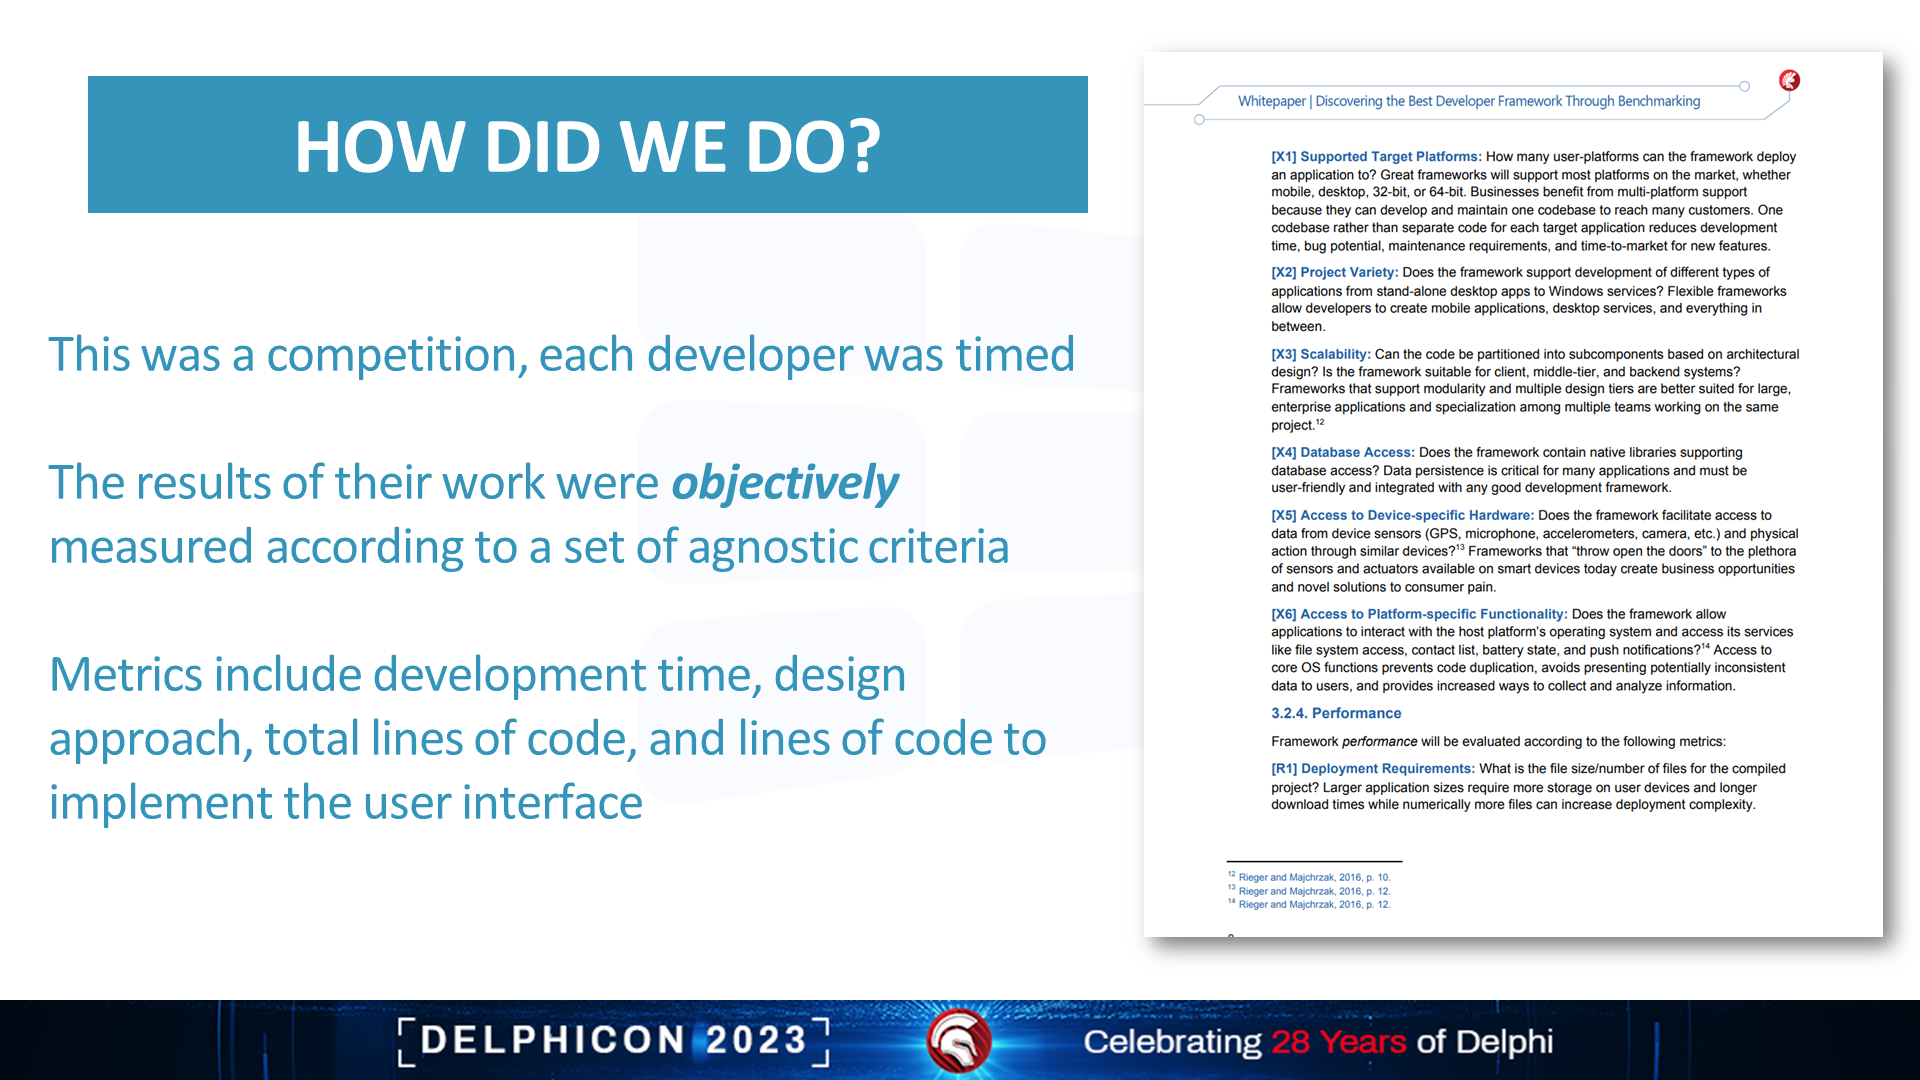 HOW DID WE DO?
This was a competition, each developer was timed
The results of their work were objectively
measured according to a set of agnostic criteria
Metrics include development time, design
approach, total lines of code, and lines of code to
implement the user interface
Whitepaper | Discovering the Best Developer Framework Through Benchmarking
[X1] Supported Target Platforms: How many user-platforms can the framework deploy
an application to? Great frameworks will support most platforms on the market, whether
mobile, desktop, 32-bit, or 64-bit. Businesses benefit from multi-platform support
because they can develop and maintain one codebase to reach many customers. One
codebase rather than separate code for each target application reduces development
time, bug potential, maintenance requirements, and time-to-market for new features.
[X2] Project Variety: Does the framework support development of different types of
applications from stand-alone desktop apps to Windows services? Flexible frameworks
allow developers to create mobile applications, desktop services, and everything in
between.
[X3] Scalability: Can the code be partitioned into subcomponents based on architectural
design? Is the framework suitable for client, middle-tier, and backend systems?
Frameworks that support modularity and multiple design tiers are better suited for large,
enterprise applications and specialization among multiple teams working on the same
project.12
[X4] Database Access: Does the framework contain native libraries supporting
database access? Data persistence is critical for many applications and must be
user-friendly and integrated with any good development framework.
[X5] Access to Device-specific Hardware: Does the framework facilitate access to
data from device sensors (GPS, microphone, accelerometers, camera, etc.) and physical
action through similar devices?13 Frameworks that “throw open the doors” to the plethora
of sensors and actuators available on smart devices today create business opportunities
and novel solutions to consumer pain.
[X6] Access to Platform-specific Functionality: Does the framework allow
applications to interact with the host platform’s operating system and access its services
like file system access, contact list, battery state, and push notifications?14 Access to
core OS functions prevents code duplication, avoids presenting potentially inconsistent
data to users, and provides increased ways to collect and analyze information.
3.2.4. Performance
Framework performance will be evaluated according to the following metrics:
[R1] Deployment Requirements: What is the file size/number of files for the compiled
project? Larger application sizes require more storage on user devices and longer
download times while numerically more files can increase deployment complexity.
12 Rieger and Majchrzak, 2016, p. 10.
13 Rieger and Majchrzak, 2016, p. 12.
14 Rieger and Majchrzak, 2016, p. 12.
[DELPHICON 2023]
Celebrating 28 Years of Delphi